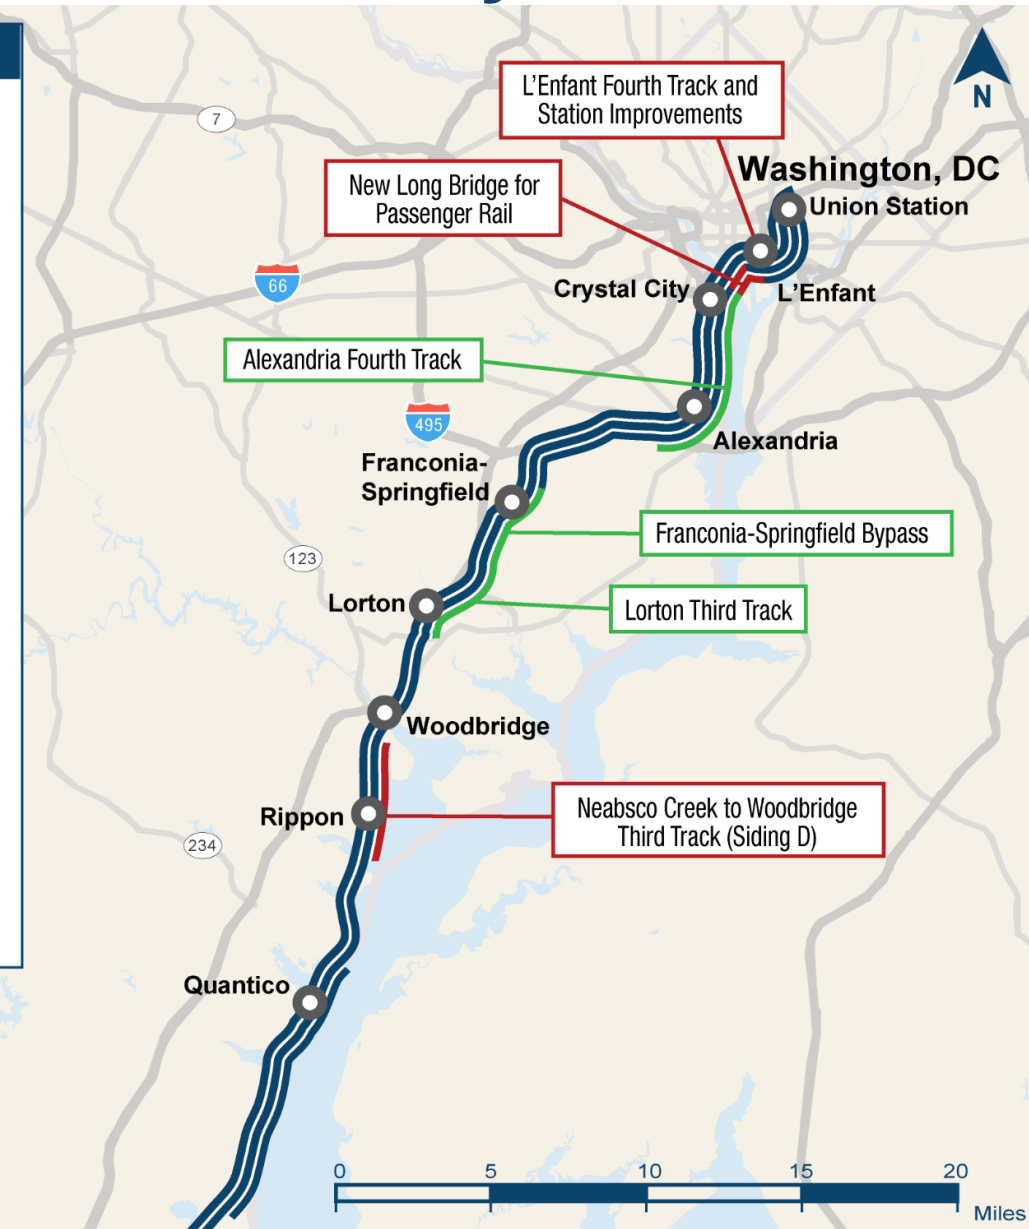 7
L'Enfant Fourth Track and
Station Improvements
N
Washington, DC
New Long Bridge for
Passenger Rail
Union Station
66
Crystal City
L'Enfant
Alexandria Fourth Track
495
Alexandria
Franconia-
Springfield
Franconia-Springfield Bypass
123
Lorton
Lorton Third Track
Woodbridge
Rippon
Neabsco Creek to Woodbridge
Third Track (Siding D)
234
Quantico
0 5 10 15 20
Miles